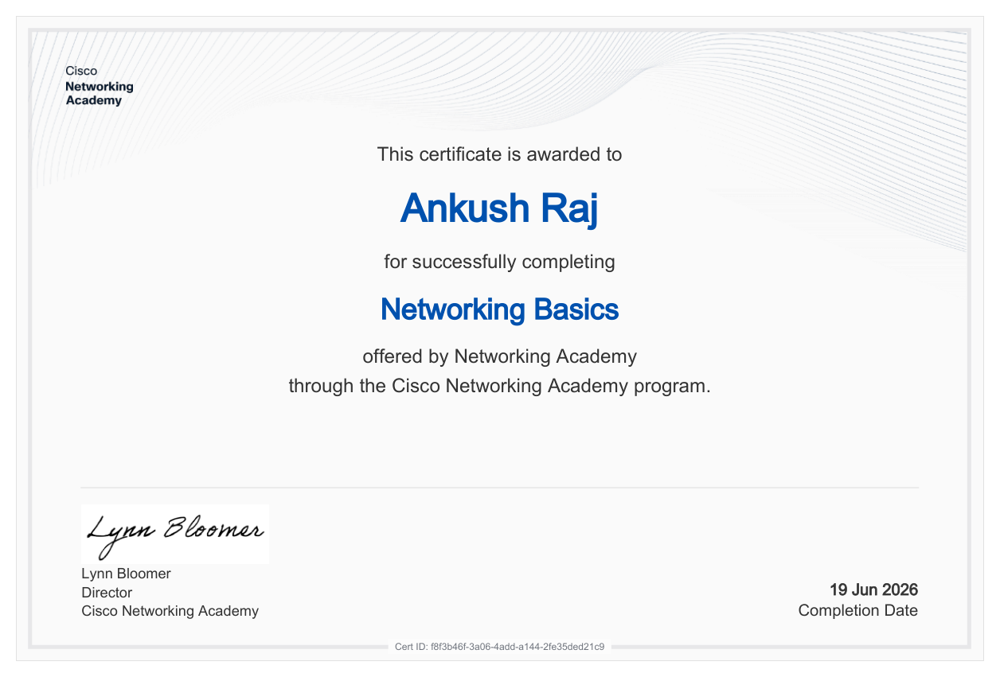 Cisco
Networking
Academy
This certificate is awarded to
Ankush Raj
for successfully completing
Networking Basics
offered by Networking Academy
through the Cisco Networking Academy program.
Lynn Bloomer
Lynn Bloomer
Director
Cisco Networking Academy
19 Jun 2026
Completion Date
Cert ID: f8f3b46f-3a06-4add-a144-2fe35ded21c9